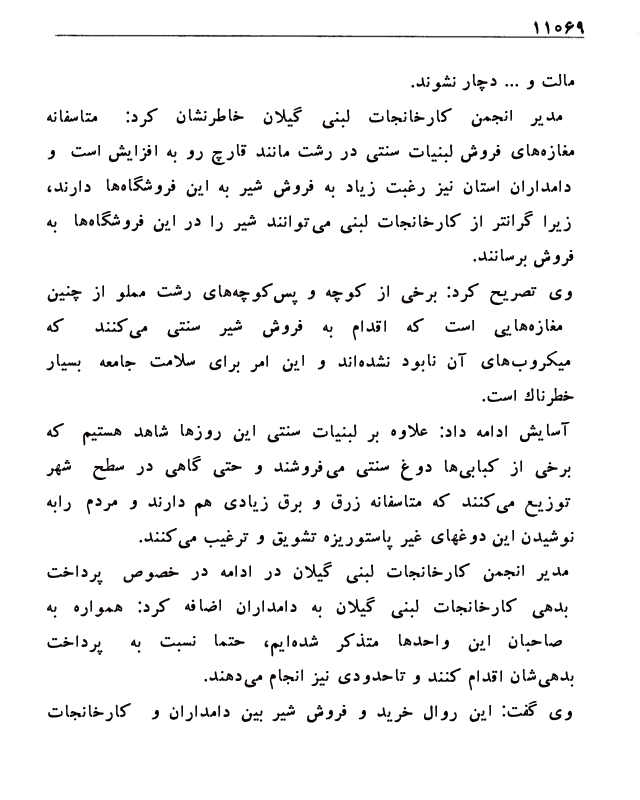 ۱۱۰۶۹
مالت و ... دچار نشوند.
مدیر انجمن کارخانجات لبنی گیلان خاطرنشان کرد: متاسفانه
مغازه‌های فروش لبنیات سنتی در رشت مانند قارچ رو به افزایش است و
دامداران استان نیز رغبت زیاد به فروش شیر به این فروشگاه‌ها دارند،
زیرا گرانتر از کارخانجات لبنی می‌توانند شیر را در این فروشگاه‌ها به
فروش برسانند.
وی تصریح کرد: برخی از کوچه و پس‌کوچه‌های رشت مملو از چنین
مغازه‌هایی است که اقدام به فروش شیر سنتی می‌کنند که
میکروب‌های آن نابود نشده‌اند و این امر برای سلامت جامعه بسیار
خطرناک است.
آسایش ادامه داد: علاوه بر لبنیات سنتی این روزها شاهد هستیم که
برخی از کبابی‌ها دوغ سنتی می‌فروشند و حتی گاهی در سطح شهر
توزیع می‌کنند که متاسفانه زرق و برق زیادی هم دارند و مردم رابه
نوشیدن این دوغهای غیر پاستوریزه تشویق و ترغیب می‌کنند.
مدیر انجمن کارخانجات لبنی گیلان در ادامه در خصوص پرداخت
بدهی کارخانجات لبنی گیلان به دامداران اضافه کرد: همواره به
صاحبان این واحدها متذکر شده‌ایم، حتما نسبت به پرداخت
بدهی‌شان اقدام کنند و تاحدودی نیز انجام می‌دهند.
وی گفت: این روال خرید و فروش شیر بین دامداران و کارخانجات